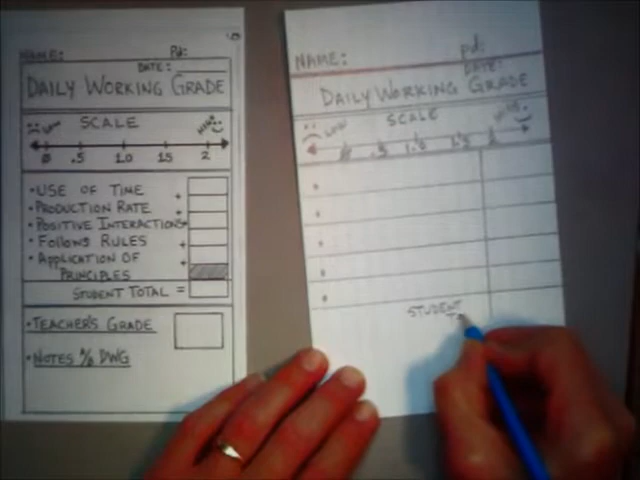 NAME: Pd:
DATE:
DAILY WORKING GRADE
LOW SCALE HIGH
0 .5 1.0 1.5 2
• USE OF TIME
• PRODUCTION RATE +
• POSITIVE INTERACTIONS +
• FOLLOWS RULES +
• APPLICATION OF +
PRINCIPLES
STUDENT TOTAL =
• TEACHER'S GRADE
• NOTES
DWG
NAME: pd:
DATE:
DAILY WORKING GRADE
LOW SCALE HIGH
0 .5 1.0 1.5 2
STUDENT